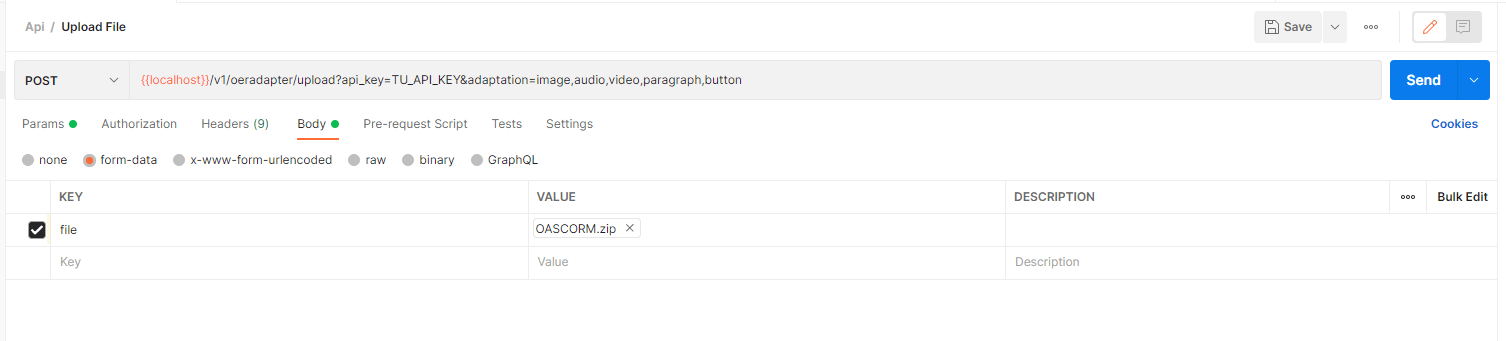 Api / Upload File
Save
POST
{{localhost}}/v1/oeradapter/upload?api_key=TU_API_KEY&adaptation=image,audio,video,paragraph,button
Send
Params Authorization Headers (9) Body Pre-request Script Tests Settings Cookies
none form-data x-www-form-urlencoded raw binary GraphQL
KEY VALUE DESCRIPTION Bulk Edit
file OASCORM.zip
Key Value Description